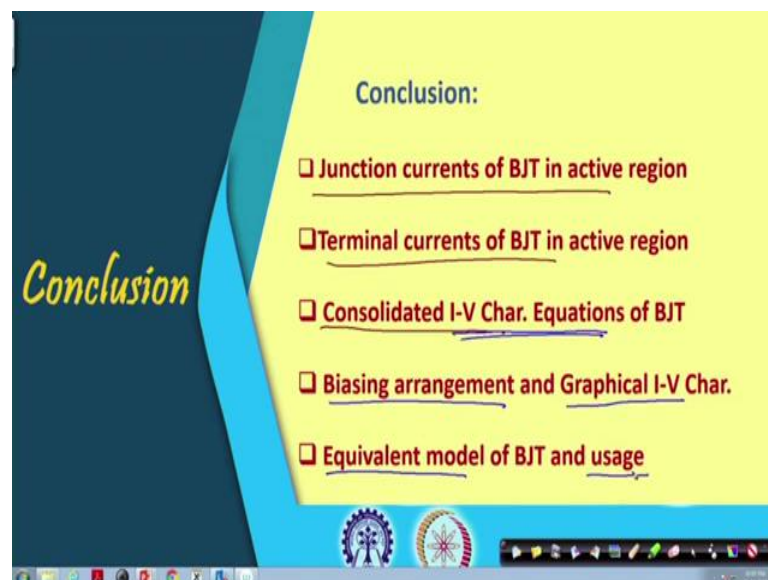 Conclusion
Conclusion:
❑ Junction currents of BJT in active region
❑Terminal currents of BJT in active region
❑ Consolidated I-V Char. Equations of BJT
❑ Biasing arrangement and Graphical I-V Char.
❑ Equivalent model of BJT and usage